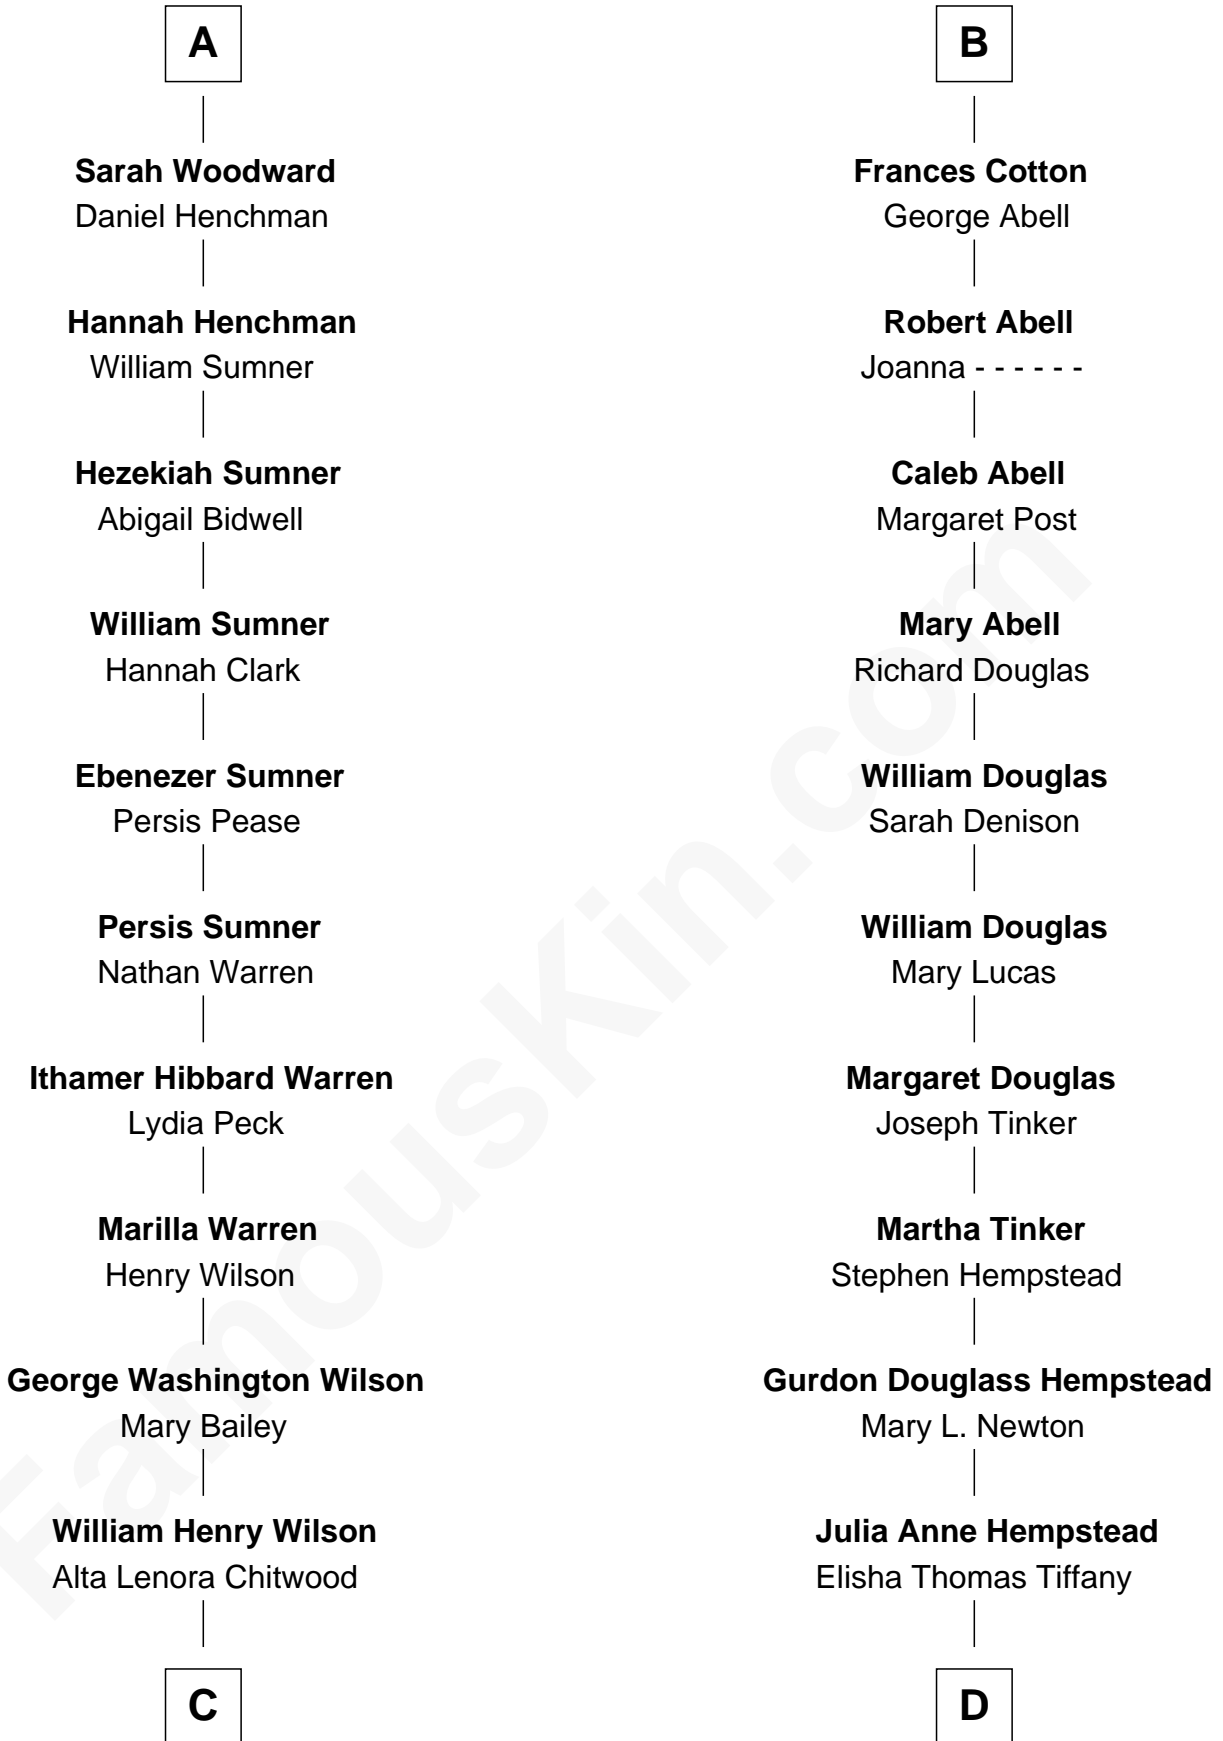 A
Sarah Woodward
Daniel Henchman
Hannah Henchman
William Sumner
Hezekiah Sumner
Abigail Bidwell
William Sumner
Hannah Clark
Ebenezer Sumner
Persis Pease
Persis Sumner
Nathan Warren
Ithamer Hibbard Warren
Lydia Peck
Marilla Warren
Henry Wilson
George Washington Wilson
Mary Bailey
William Henry Wilson
Alta Lenora Chitwood
C
B
Frances Cotton
George Abell
Robert Abell
Joanna - - - - - -
Caleb Abell
Margaret Post
Mary Abell
Richard Douglas
William Douglas
Sarah Denison
William Douglas
Mary Lucas
Margaret Douglas
Joseph Tinker
Martha Tinker
Stephen Hempstead
Gurdon Douglass Hempstead
Mary L. Newton
Julia Anne Hempstead
Elisha Thomas Tiffany
D
FamousKin.com